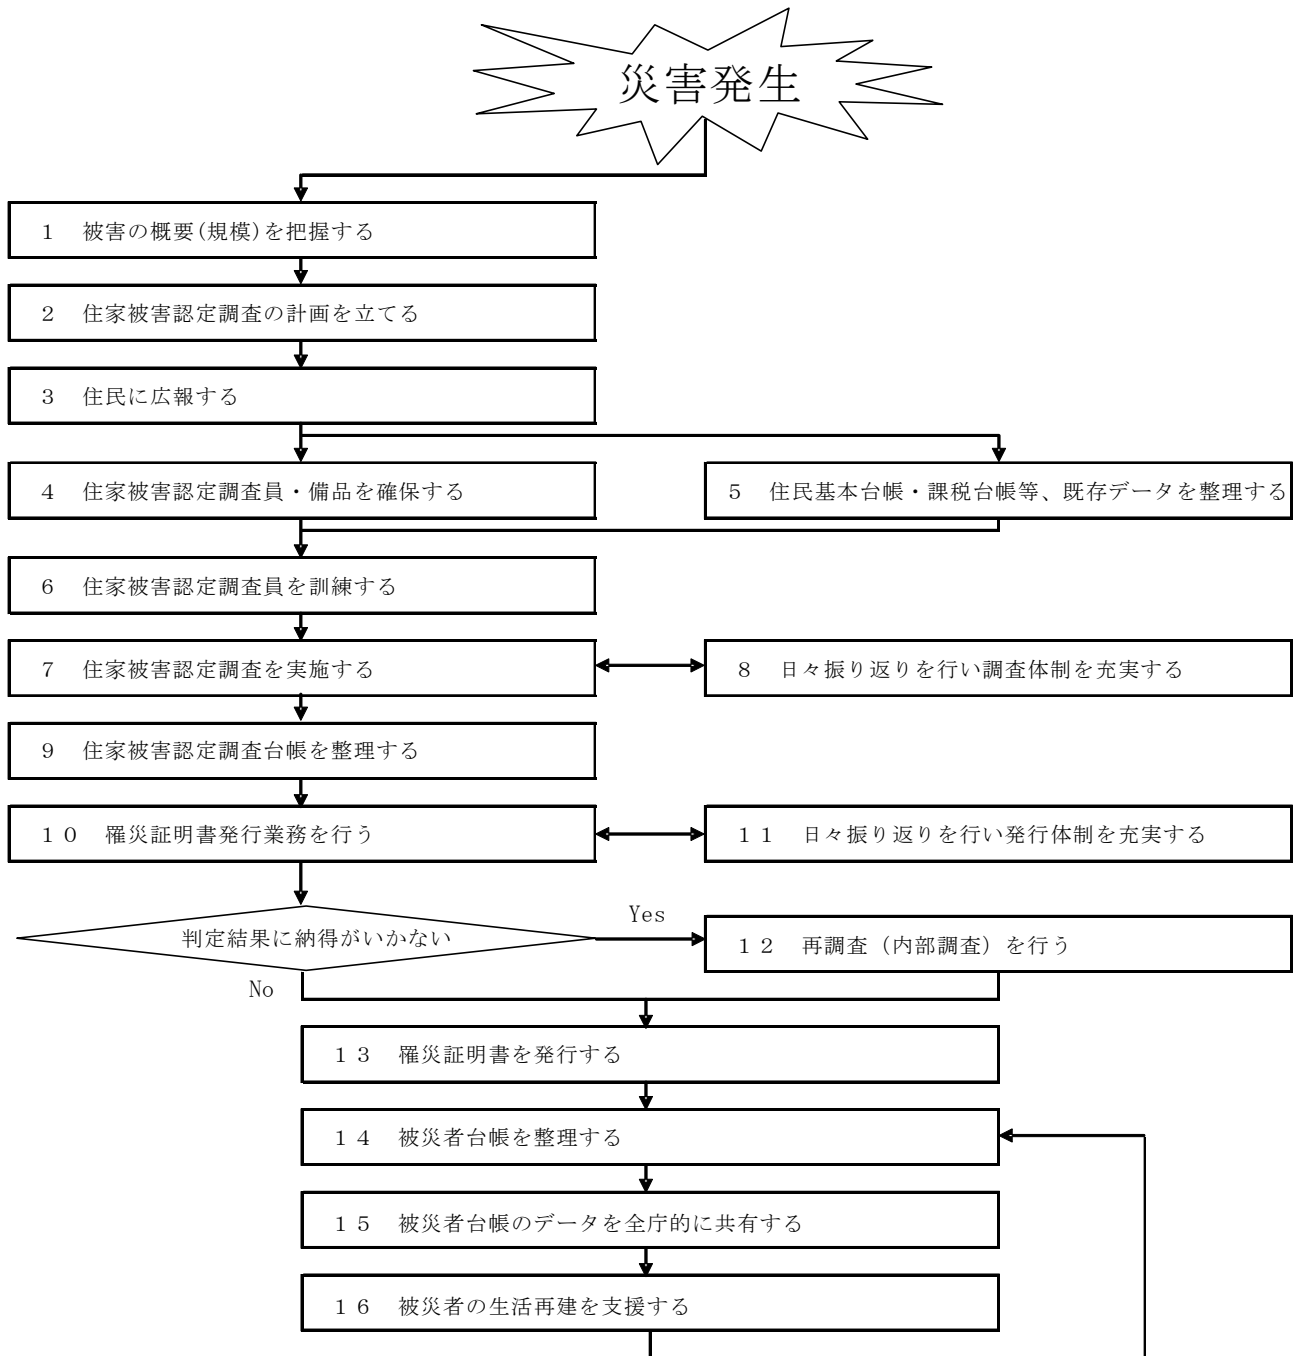 災害発生
１　被害の概要(規模)を把握する
２　住家被害認定調査の計画を立てる
３　住民に広報する
４　住家被害認定調査員・備品を確保する
５　住民基本台帳・課税台帳等、既存データを整理する
６　住家被害認定調査員を訓練する
７　住家被害認定調査を実施する
８　日々振り返りを行い調査体制を充実する
９　住家被害認定調査台帳を整理する
１０　罹災証明書発行業務を行う
１１　日々振り返りを行い発行体制を充実する
判定結果に納得がいかない
Yes
１２　再調査（内部調査）を行う
No
１３　罹災証明書を発行する
１４　被災者台帳を整理する
１５　被災者台帳のデータを全庁的に共有する
１６　被災者の生活再建を支援する